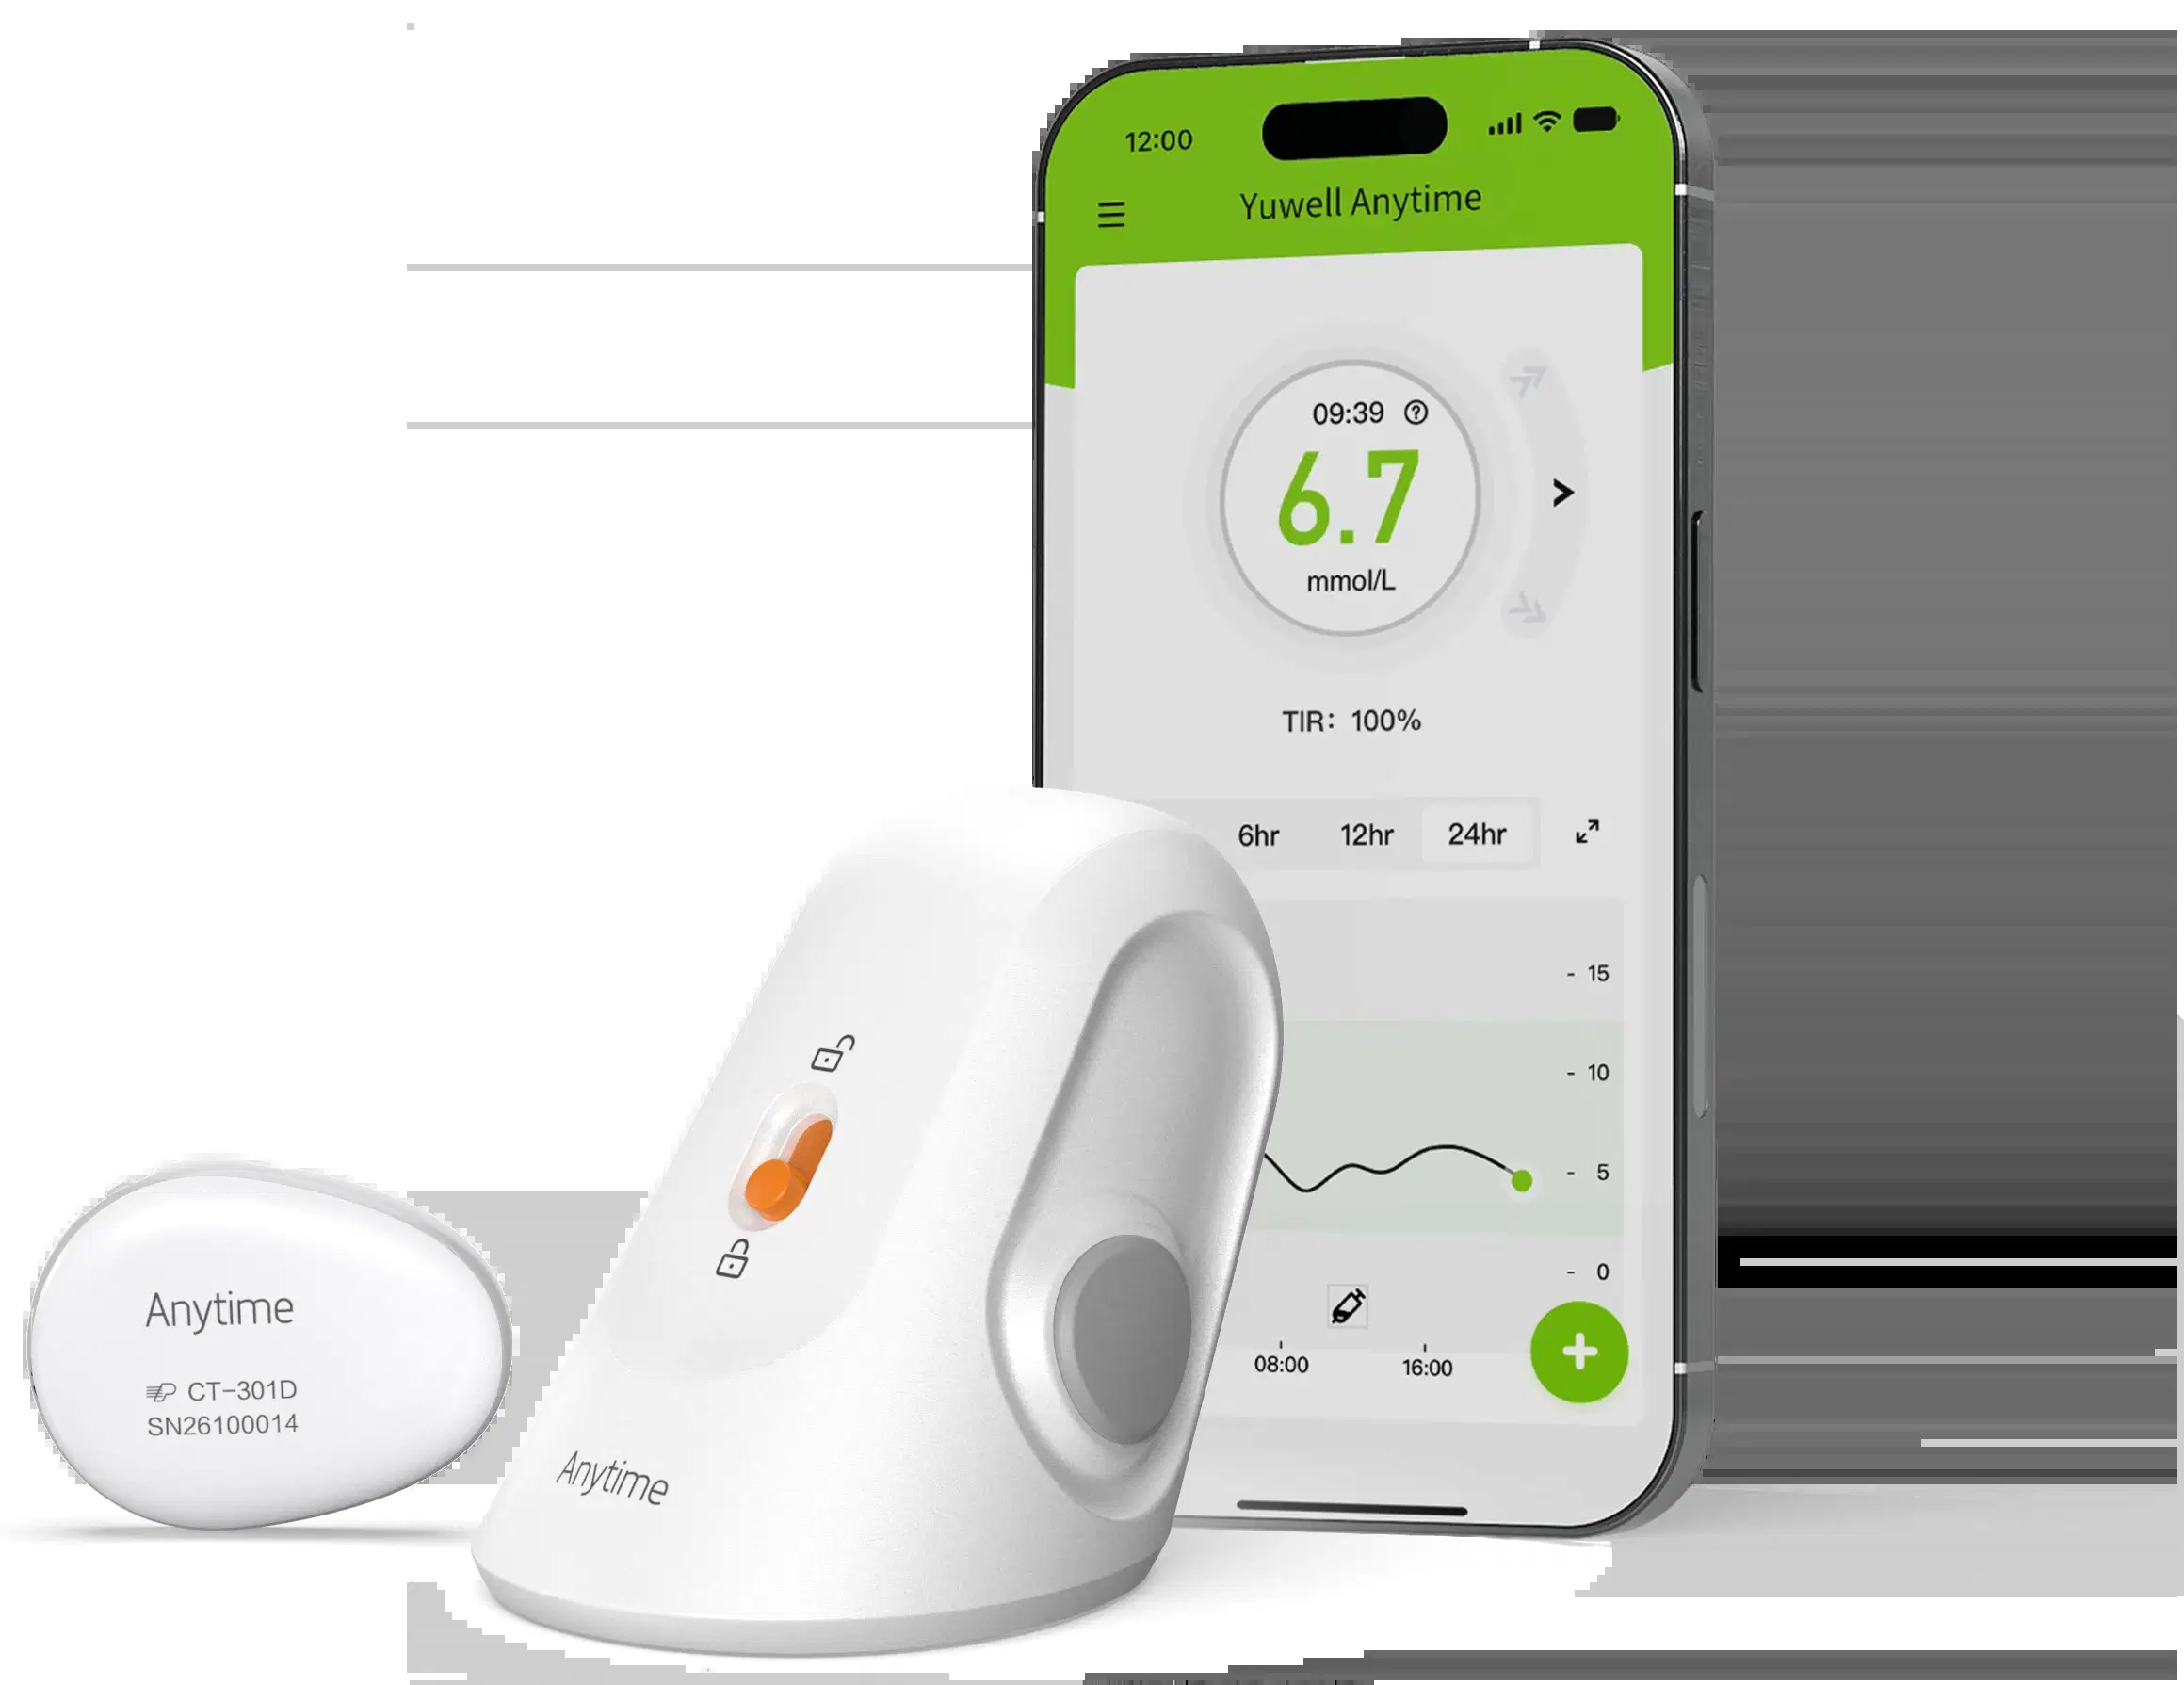 12:00
Yuwell Anytime
09:39
6.7
mmol/L
TIR: 100%
6hr 12hr 24hr
15
10
5
0
08:00 16:00
Anytime
CT-301D
SN26100014
Anytime